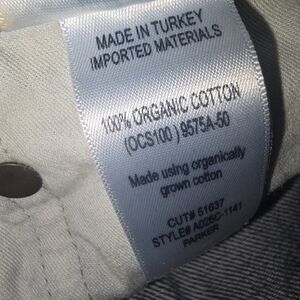 MADE IN TURKEY
IMPORTED MATERIALS
100% ORGANIC COTTON
(OCS100 ) 9575A-50
Made using organically
grown cotton
CUT# 51637
STYLE# A026C-1141
PARKER